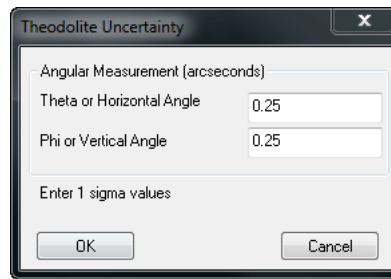 Theodolite Uncertainty
x
Angular Measurement (arcseconds)
Theta or Horizontal Angle 0.25
Phi or Vertical Angle 0.25
Enter 1 sigma values
OK Cancel